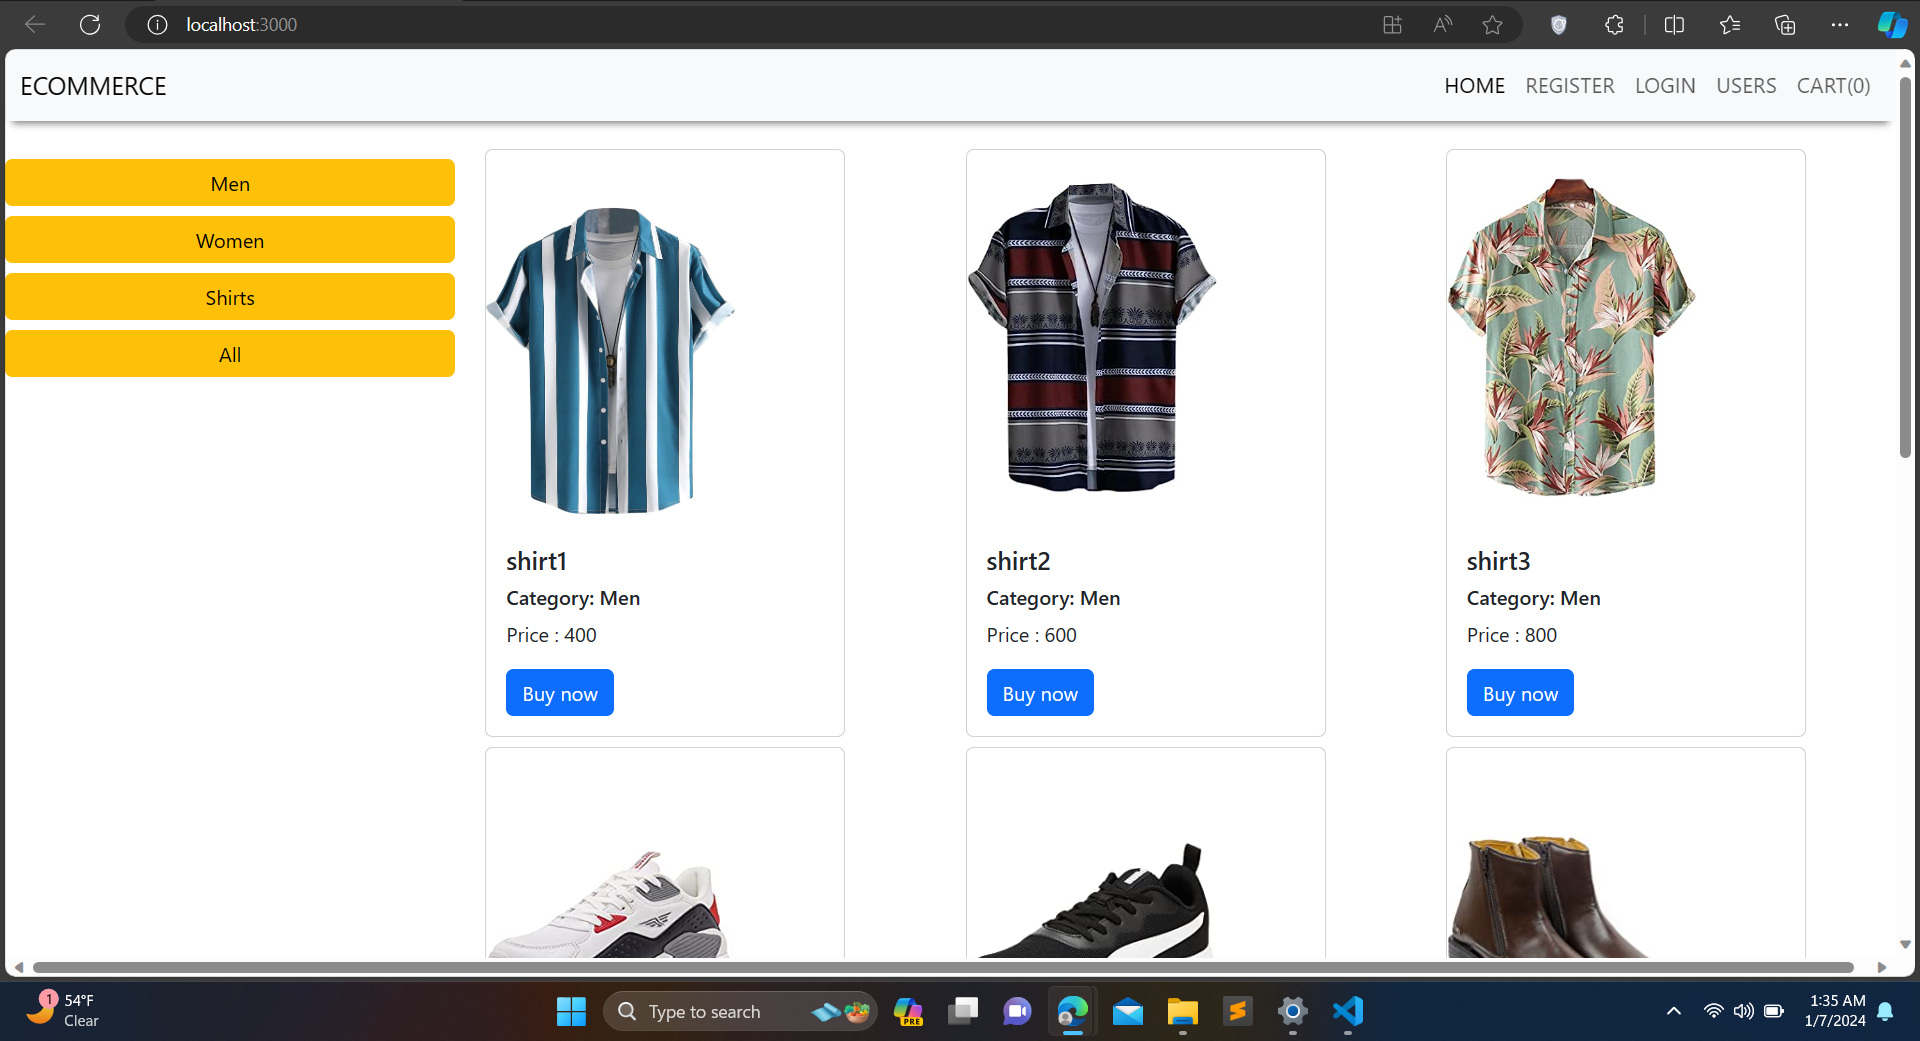 localhost:3000
ECOMMERCE
HOME REGISTER LOGIN USERS CART(0)
Men
Women
Shirts
All
shirt1
Category: Men
Price : 400
Buy now
shirt2
Category: Men
Price : 600
Buy now
shirt3
Category: Men
Price : 800
Buy now
1
54°F
Clear
Type to search
PRE
1:35 AM
1/7/2024